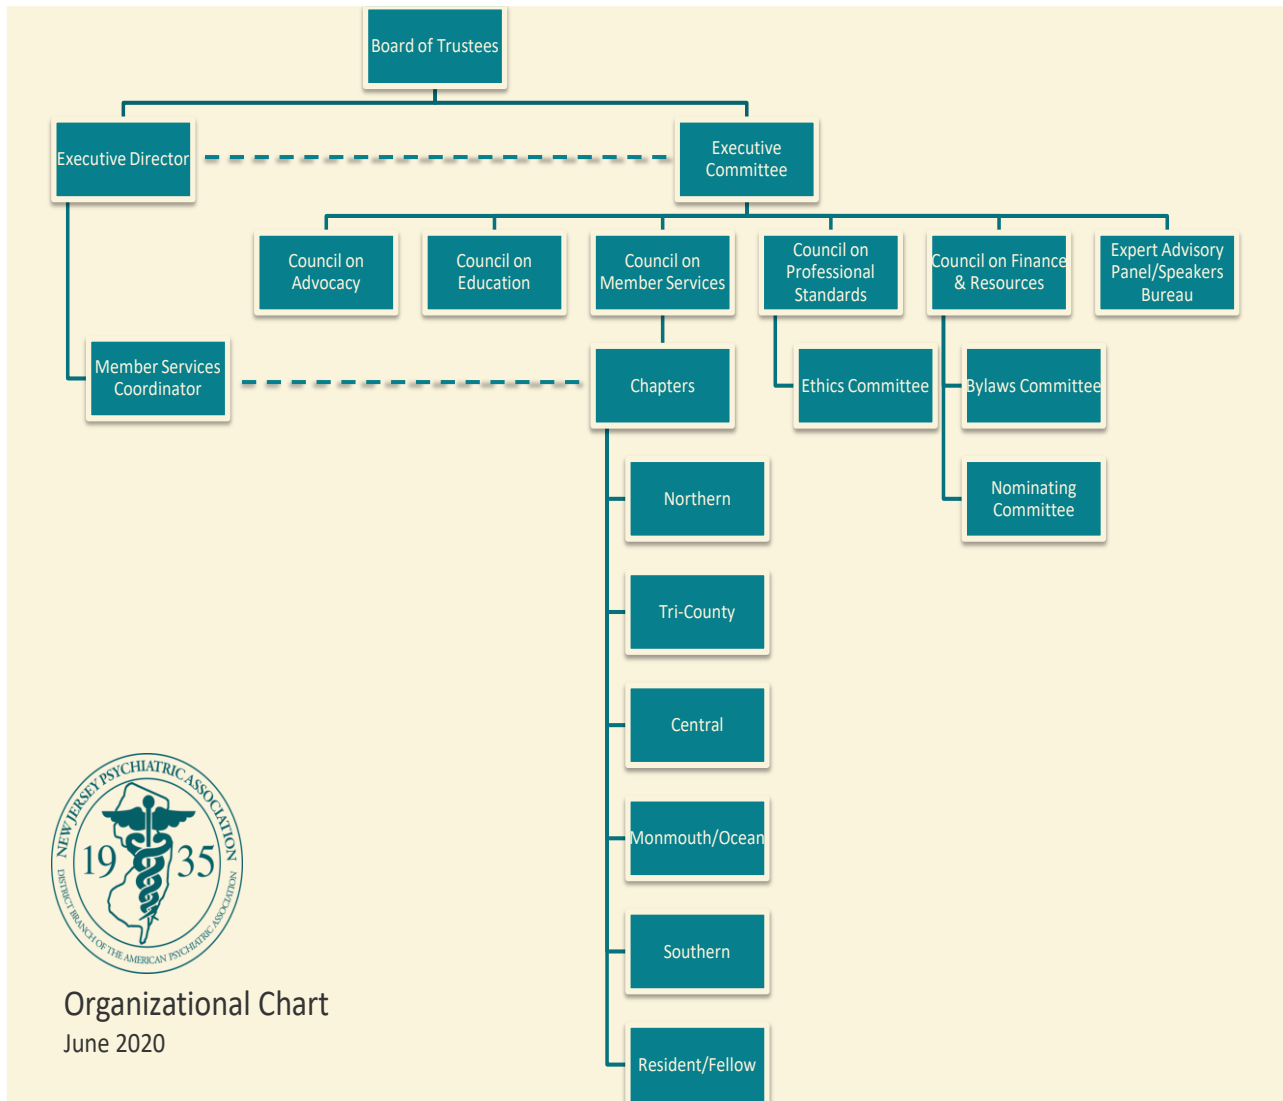 Board of Trustees
Executive Director
Executive
Committee
Council on
Advocacy
Council on
Education
Council on
Member Services
Council on
Professional
Standards
Council on Finance
& Resources
Expert Advisory
Panel/Speakers
Bureau
Member Services
Coordinator
Chapters
Ethics Committee
Bylaws Committee
Northern
Nominating
Committee
Tri-County
Central
Monmouth/Ocean
Southern
Resident/Fellow
NEW JERSEY PSYCHIATRIC ASSOCIATION
1935
DISTRICT BRANCH OF THE AMERICAN PSYCHIATRIC ASSOCIATION
Organizational Chart
June 2020